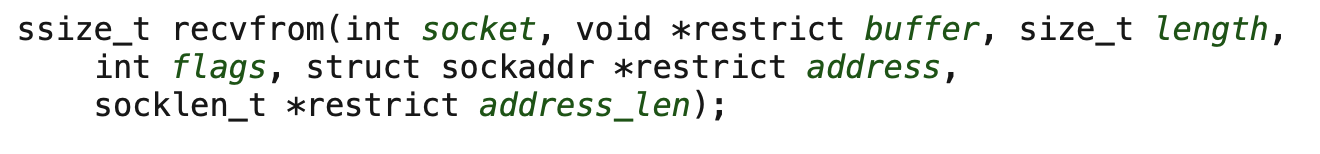 ssize_t recvfrom(int socket, void *restrict buffer, size_t length,
    int flags, struct sockaddr *restrict address,
    socklen_t *restrict address_len);